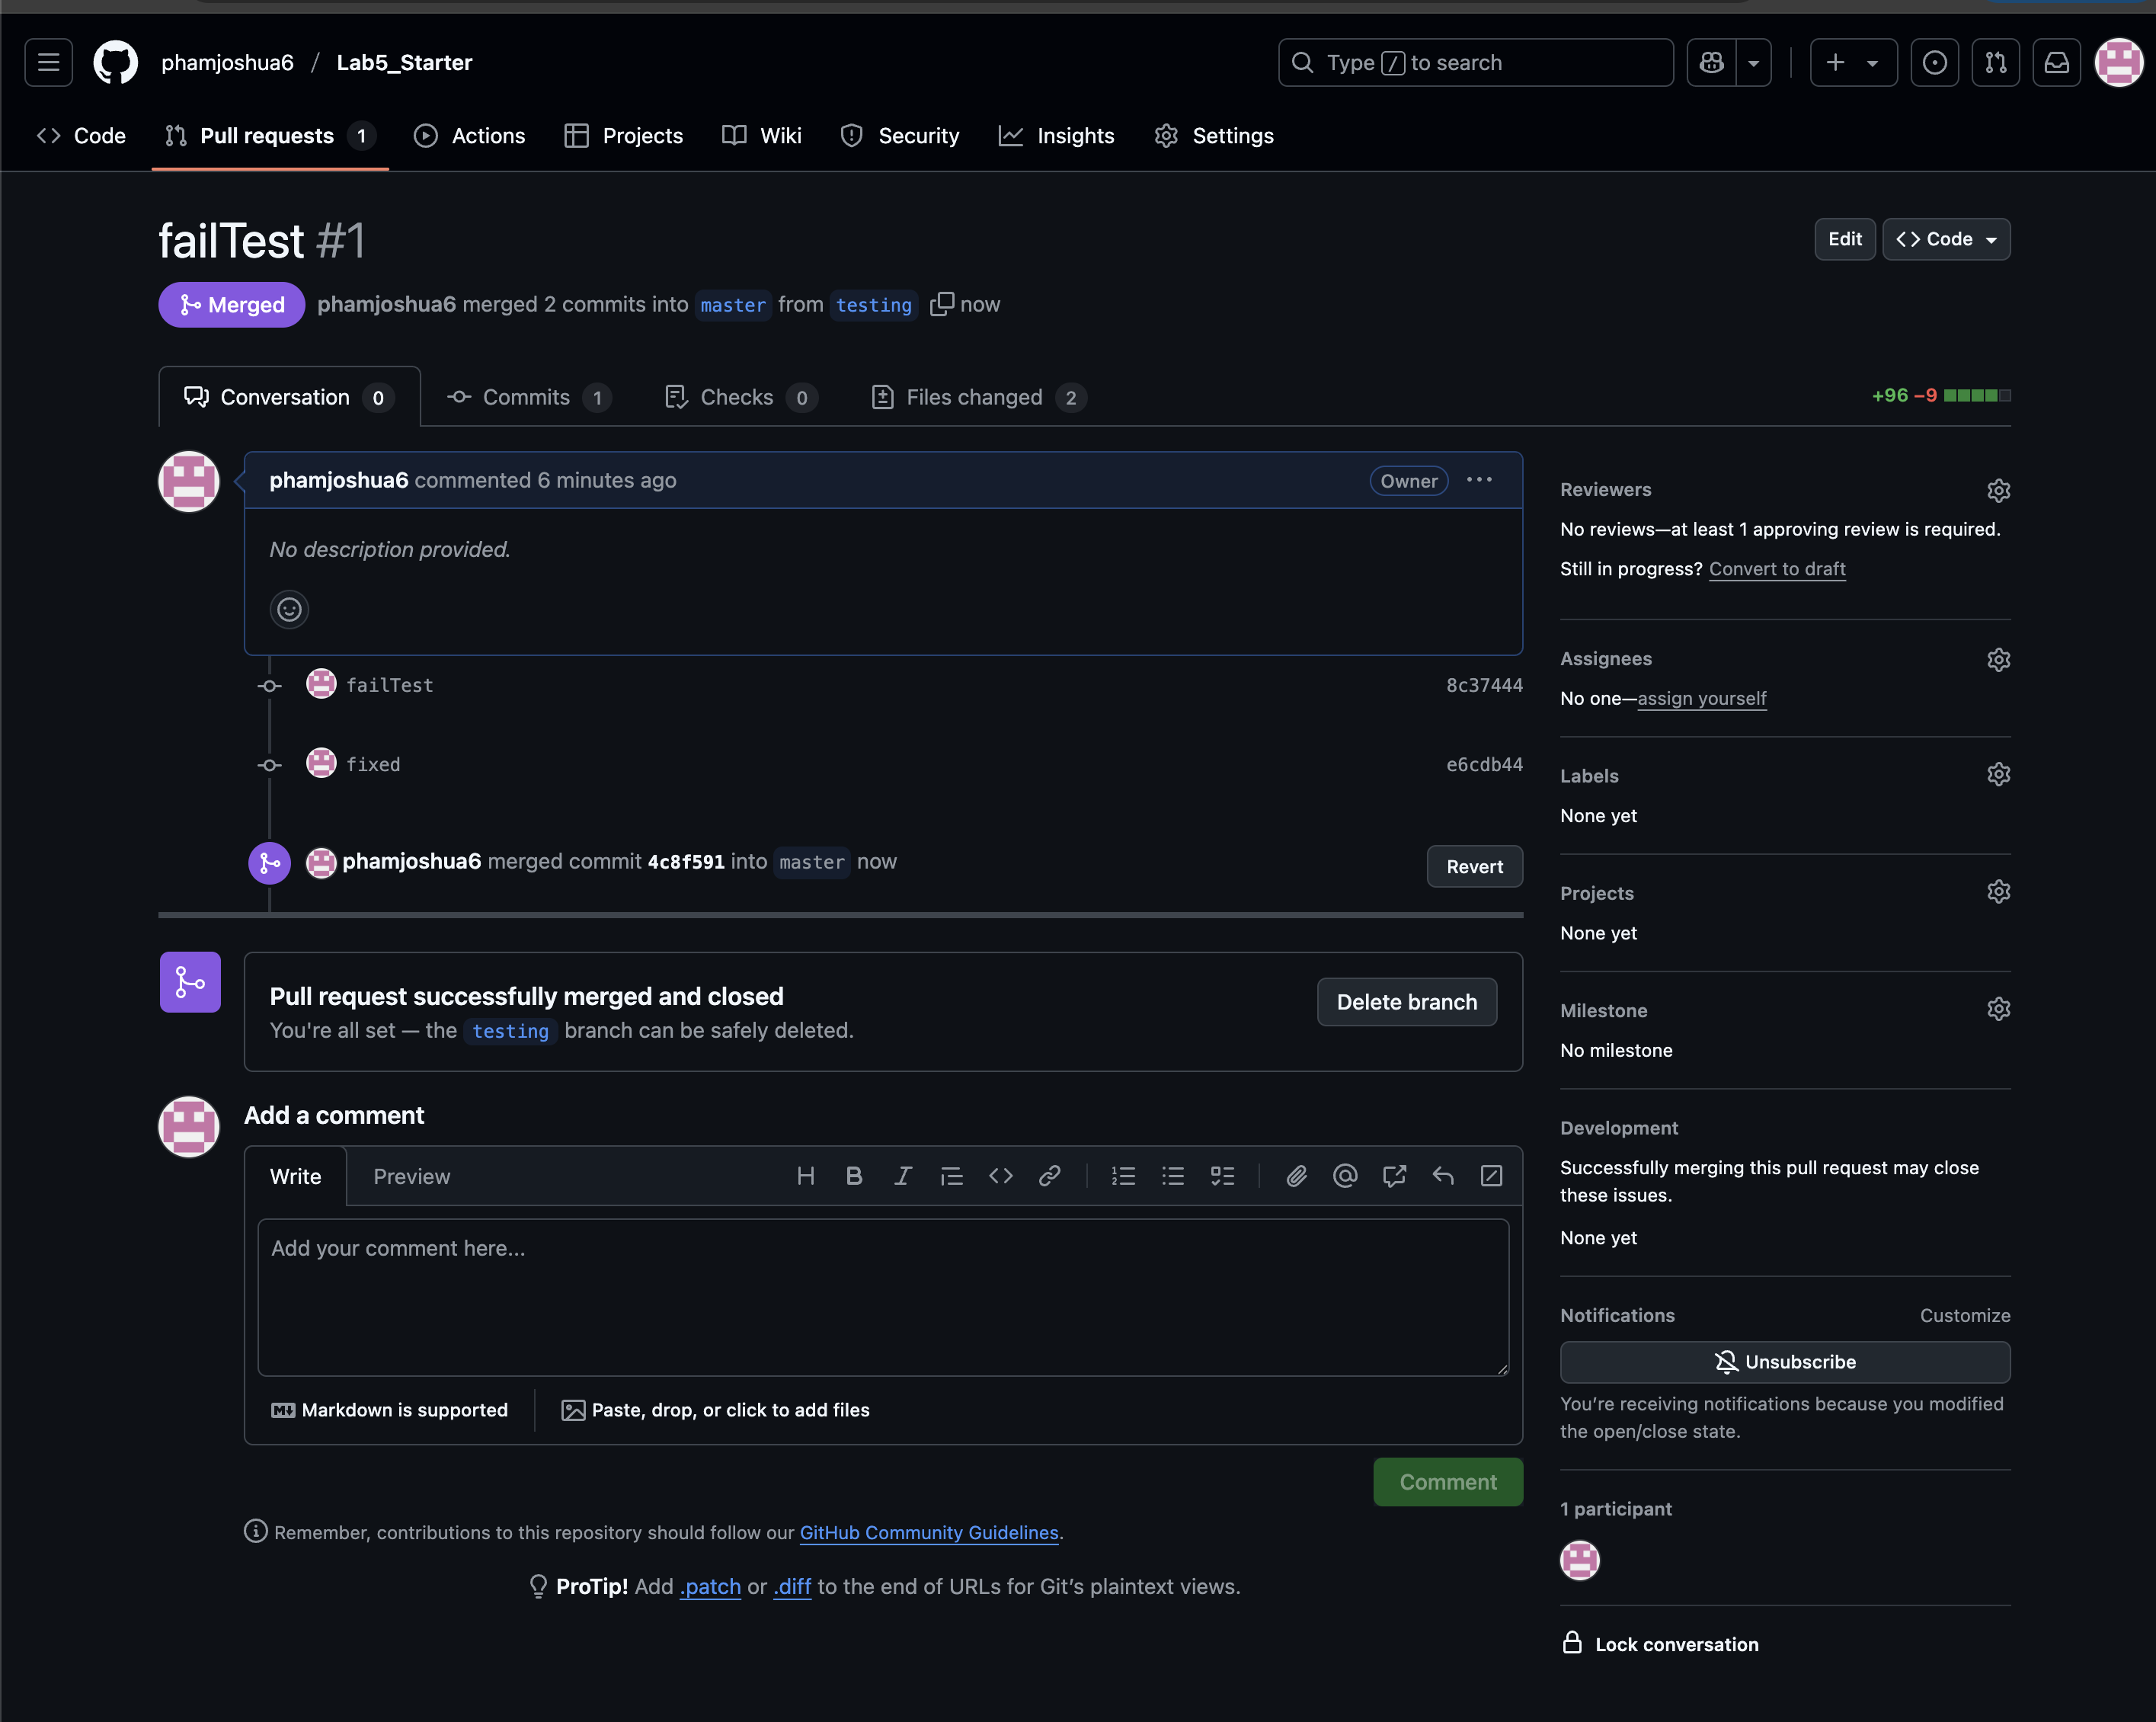 phamjoshua6 / Lab5_Starter
Type / to search
Code
Pull requests 1
Actions
Projects
Wiki
Security
Insights
Settings
failTest #1
Edit
Code
Merged
phamjoshua6 merged 2 commits into master from testing now
Conversation 0
Commits 1
Checks 0
Files changed 2
+96 −9
phamjoshua6 commented 6 minutes ago
Owner
No description provided.
failTest
8c37444
fixed
e6cdb44
phamjoshua6 merged commit 4c8f591 into master now
Revert
Pull request successfully merged and closed
You're all set — the testing branch can be safely deleted.
Delete branch
Add a comment
Write
Preview
Add your comment here...
Markdown is supported
Paste, drop, or click to add files
Comment
Remember, contributions to this repository should follow our GitHub Community Guidelines.
ProTip! Add .patch or .diff to the end of URLs for Git’s plaintext views.
Reviewers
No reviews—at least 1 approving review is required.
Still in progress? Convert to draft
Assignees
No one—assign yourself
Labels
None yet
Projects
None yet
Milestone
No milestone
Development
Successfully merging this pull request may close
these issues.
None yet
Notifications
Customize
Unsubscribe
You’re receiving notifications because you modified
the open/close state.
1 participant
Lock conversation